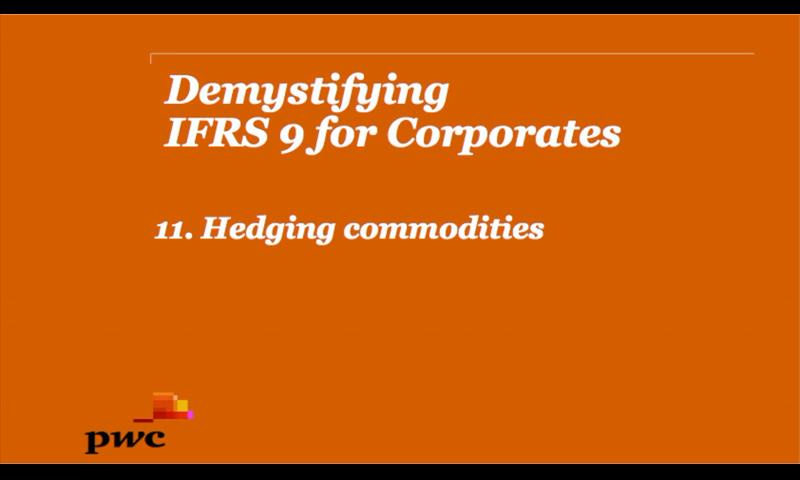 Demystifying
IFRS 9 for Corporates
11. Hedging commodities
pwc